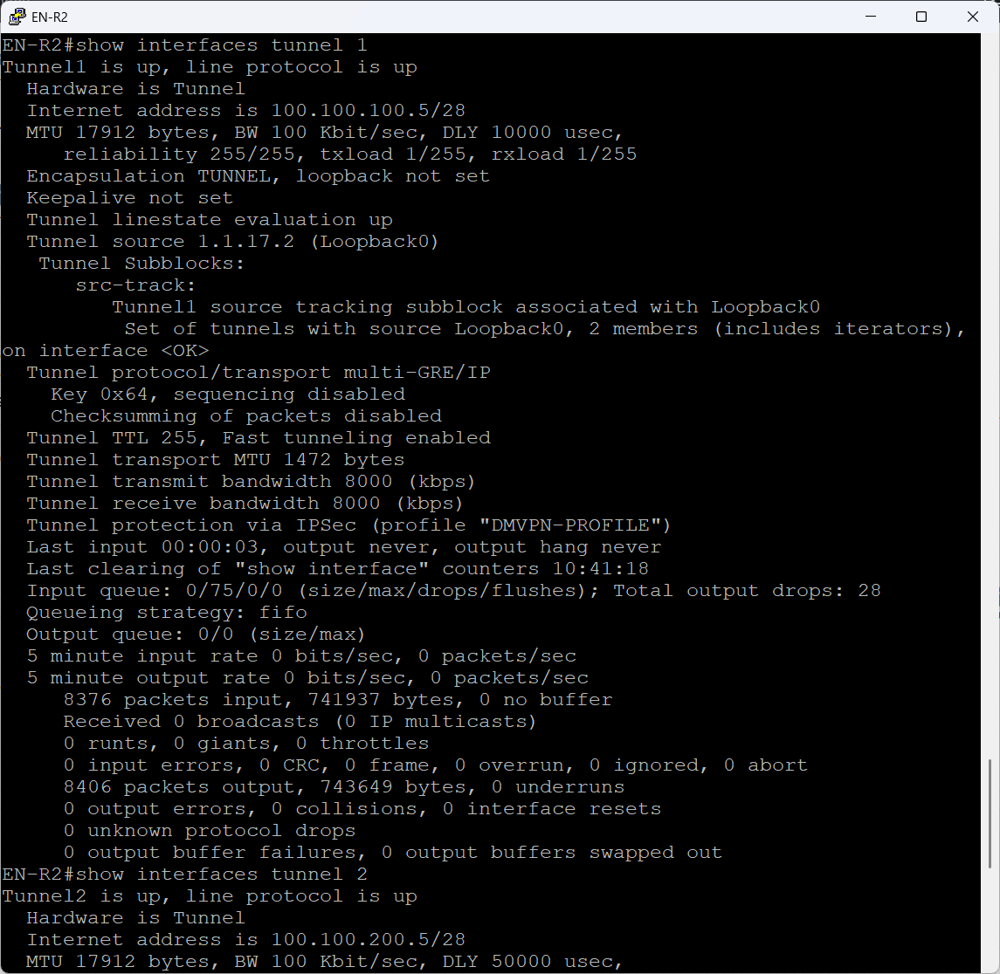 EN-R2
EN-R2#show interfaces tunnel 1
Tunnel1 is up, line protocol is up
  Hardware is Tunnel
  Internet address is 100.100.100.5/28
  MTU 17912 bytes, BW 100 Kbit/sec, DLY 10000 usec,
     reliability 255/255, txload 1/255, rxload 1/255
  Encapsulation TUNNEL, loopback not set
  Keepalive not set
  Tunnel linestate evaluation up
  Tunnel source 1.1.17.2 (Loopback0)
   Tunnel Subblocks:
      src-track:
         Tunnel1 source tracking subblock associated with Loopback0
          Set of tunnels with source Loopback0, 2 members (includes iterators),
on interface <OK>
  Tunnel protocol/transport multi-GRE/IP
    Key 0x64, sequencing disabled
    Checksumming of packets disabled
  Tunnel TTL 255, Fast tunneling enabled
  Tunnel transport MTU 1472 bytes
  Tunnel transmit bandwidth 8000 (kbps)
  Tunnel receive bandwidth 8000 (kbps)
  Tunnel protection via IPSec (profile "DMVPN-PROFILE")
  Last input 00:00:03, output never, output hang never
  Last clearing of "show interface" counters 10:41:18
  Input queue: 0/75/0/0 (size/max/drops/flushes); Total output drops: 28
  Queueing strategy: fifo
  Output queue: 0/0 (size/max)
  5 minute input rate 0 bits/sec, 0 packets/sec
  5 minute output rate 0 bits/sec, 0 packets/sec
     8376 packets input, 741937 bytes, 0 no buffer
     Received 0 broadcasts (0 IP multicasts)
     0 runts, 0 giants, 0 throttles
     0 input errors, 0 CRC, 0 frame, 0 overrun, 0 ignored, 0 abort
     8406 packets output, 743649 bytes, 0 underruns
     0 output errors, 0 collisions, 0 interface resets
     0 unknown protocol drops
     0 output buffer failures, 0 output buffers swapped out
EN-R2#show interfaces tunnel 2
Tunnel2 is up, line protocol is up
  Hardware is Tunnel
  Internet address is 100.100.200.5/28
  MTU 17912 bytes, BW 100 Kbit/sec, DLY 50000 usec,